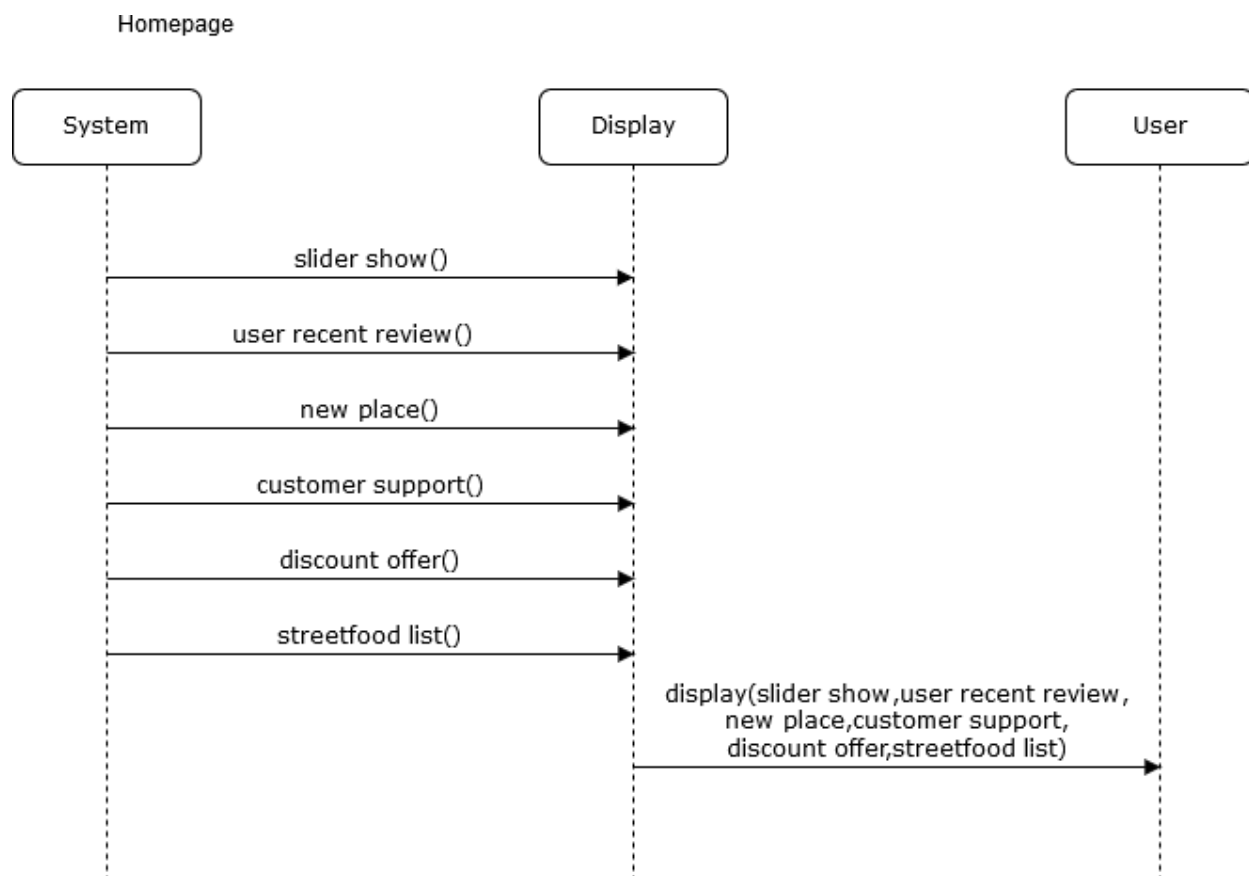 Homepage
System
Display
User
slider show()
user recent review()
new place()
customer support()
discount offer()
streetfood list()
display(slider show,user recent review,
new place,customer support,
discount offer,streetfood list)